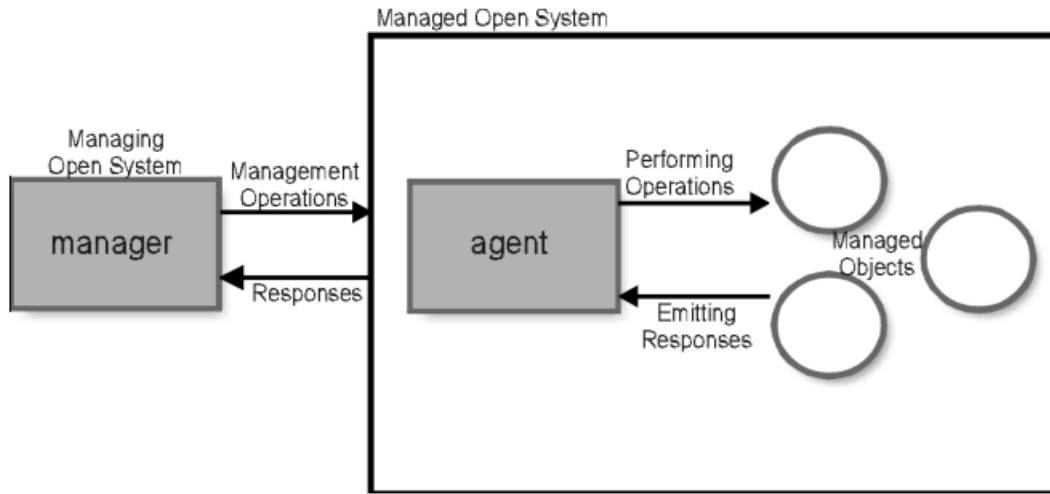 Managed Open System
Managing
Open System
manager
Management
Operations
Responses
agent
Performing
Operations
Emitting
Responses
Managed
Objects